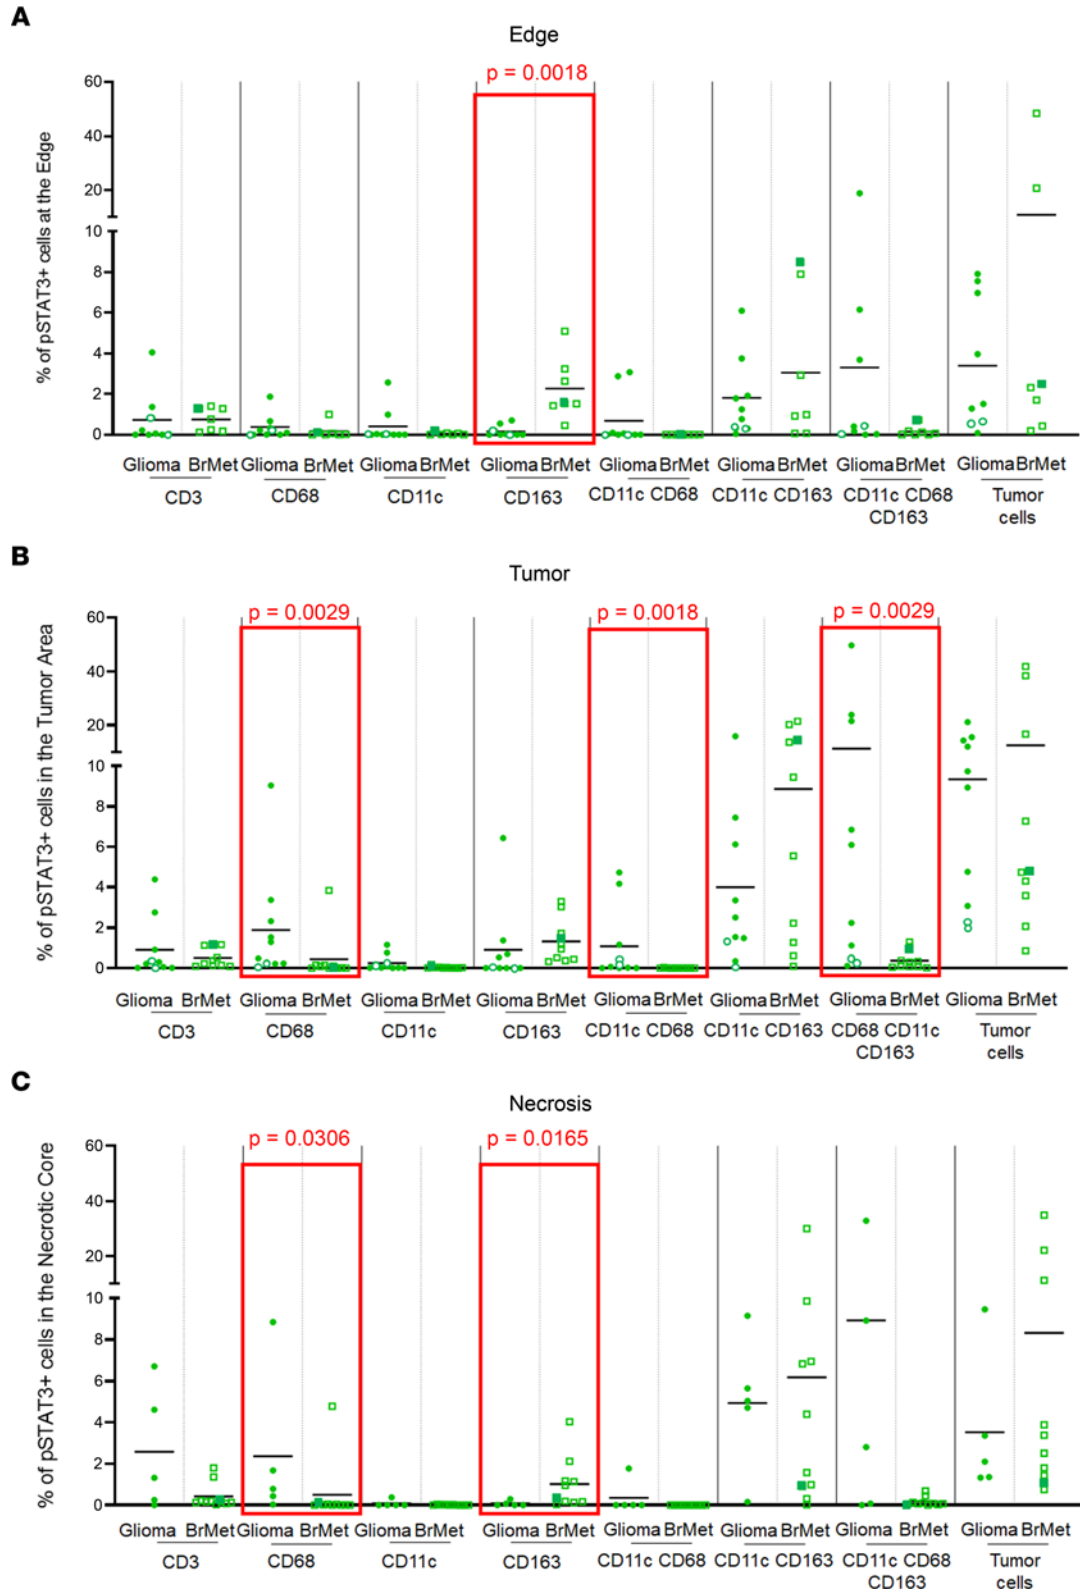 A
Edge
p = 0.0018
% of pSTAT3+ cells at the Edge
60
40
20
10
8
6
4
2
0
Glioma BrMet Glioma BrMet Glioma BrMet Glioma BrMet Glioma BrMet Glioma BrMet Glioma BrMet Glioma BrMet
CD3 CD68 CD11c CD163 CD11c CD68 CD11c CD163 CD11c CD68 Tumor
CD163 cells
B
Tumor
p = 0.0029 p = 0.0018 p = 0.0029
% of pSTAT3+ cells in the Tumor Area
60
40
20
10
8
6
4
2
0
Glioma BrMet Glioma BrMet Glioma BrMet Glioma BrMet Glioma BrMet Glioma BrMet Glioma BrMet Glioma BrMet
CD3 CD68 CD11c CD163 CD11c CD68 CD11c CD163 CD68 CD11c Tumor
CD163 cells
C
Necrosis
p = 0.0306 p = 0.0165
% of pSTAT3+ cells in the Necrotic Core
60
40
20
10
8
6
4
2
0
Glioma BrMet Glioma BrMet Glioma BrMet Glioma BrMet Glioma BrMet Glioma BrMet Glioma BrMet Glioma BrMet
CD3 CD68 CD11c CD163 CD11c CD68 CD11c CD163 CD11c CD68 Tumor
CD163 cells